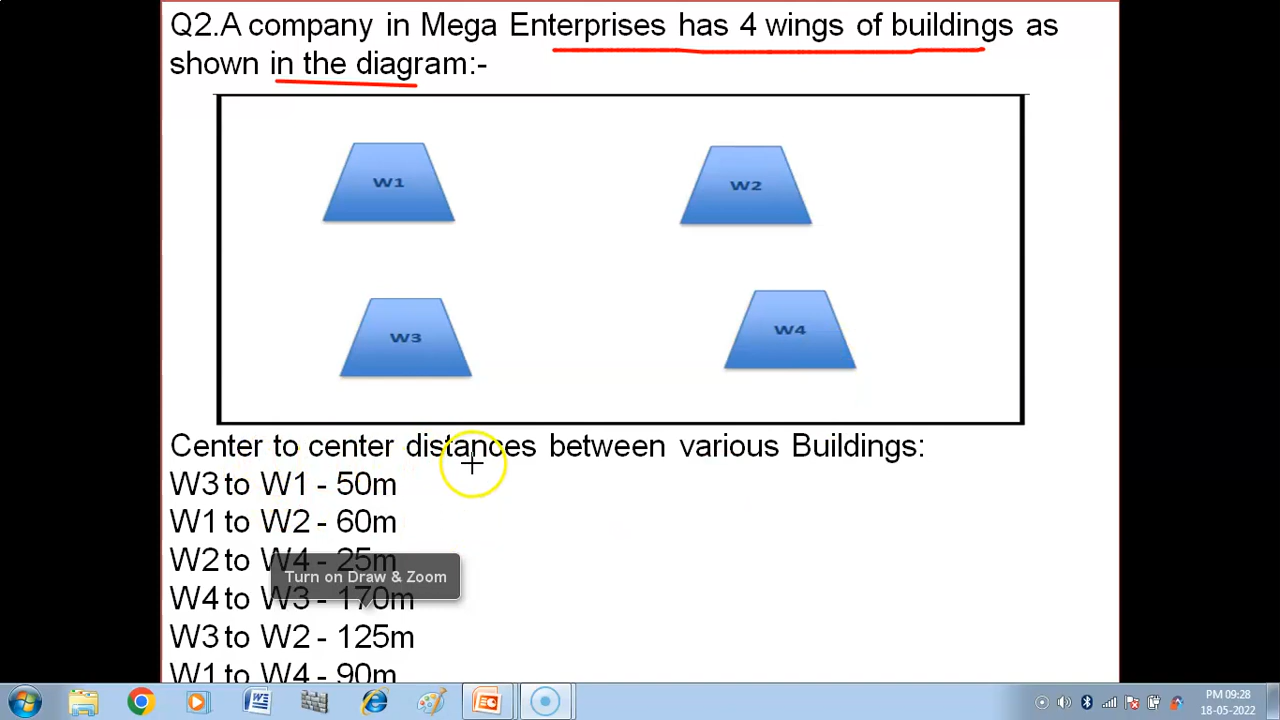 Q2.A company in Mega Enterprises has 4 wings of buildings as
shown in the diagram:-
W1
W2
W3
W4
Center to center distances between various Buildings:
W3 to W1 - 50m
W1 to W2 - 60m
W2 to W4 - 25m
Turn on Draw & Zoom
W4 to W3 - 170m
W3 to W2 - 125m
W1 to W4 - 90m
PM 09:28
18-05-2022